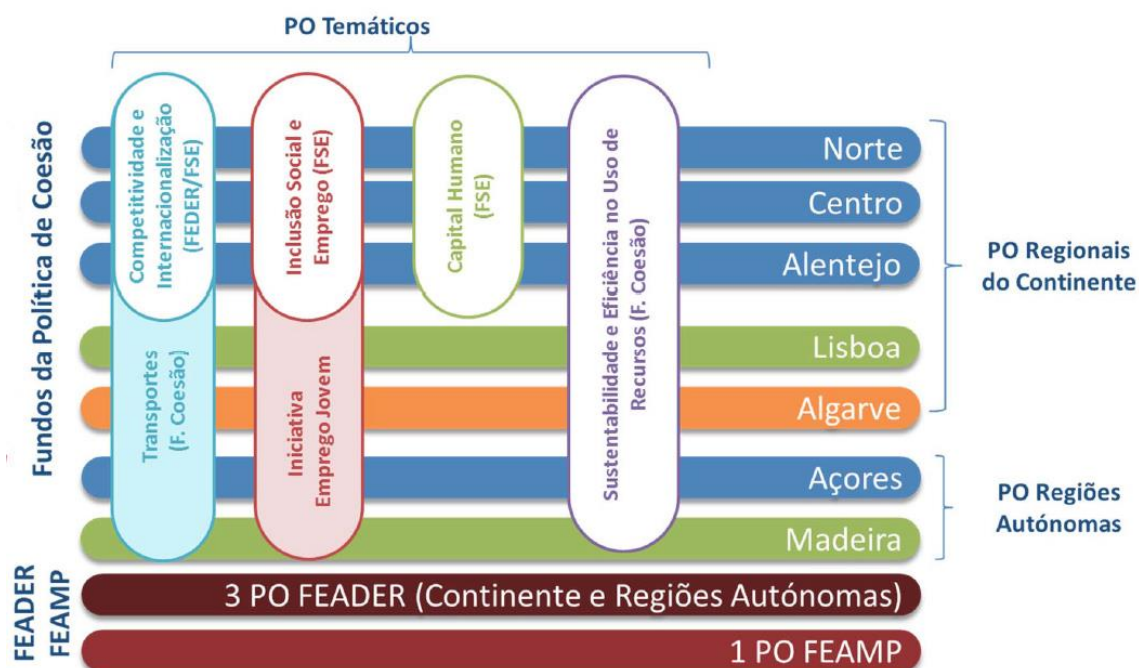 PO Temáticos
Fundos da Política de Coesão
Competitividade e
Internacionalização
(FEDER/FSE)
Transportes
(F. Coesão)
Inclusão Social e
Emprego (FSE)
Iniciativa
Emprego Jovem
Capital Humano
(FSE)
Sustentabilidade e Eficiência no Uso de
Recursos (F. Coesão)
Norte
Centro
Alentejo
Lisboa
Algarve
Açores
Madeira
PO Regionais
do Continente
PO Regiões
Autónomas
FEADER
FEAMP
3 PO FEADER (Continente e Regiões Autónomas)
1 PO FEAMP